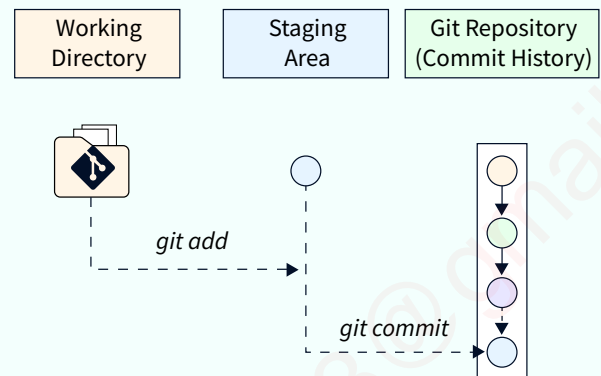 Working
Directory
Staging
Area
Git Repository
(Commit History)
git add
git commit